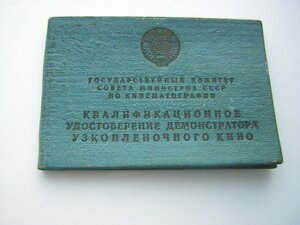 ГОСУДАРСТВЕННЫЙ КОМИТЕТ
СОВЕТА МИНИСТРОВ СССР
ПО КИНЕМАТОГРАФИИ
КВАЛИФИКАЦИОННОЕ
УДОСТОВЕРЕНИЕ ДЕМОНСТРАТОРА
УЗКОПЛЕНОЧНОГО КИНО